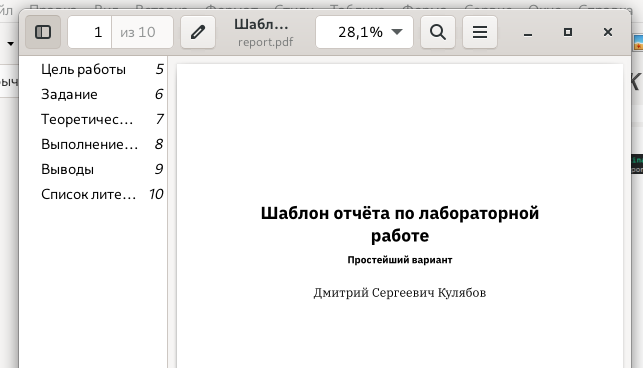 1 из 10
Шабл...
report.pdf
28,1%
Цель работы 5
Задание 6
Теоретичес... 7
Выполнение... 8
Выводы 9
Список лите... 10
Шаблон отчёта по лабораторной
работе
Простейший вариант
Дмитрий Сергеевич Кулябов